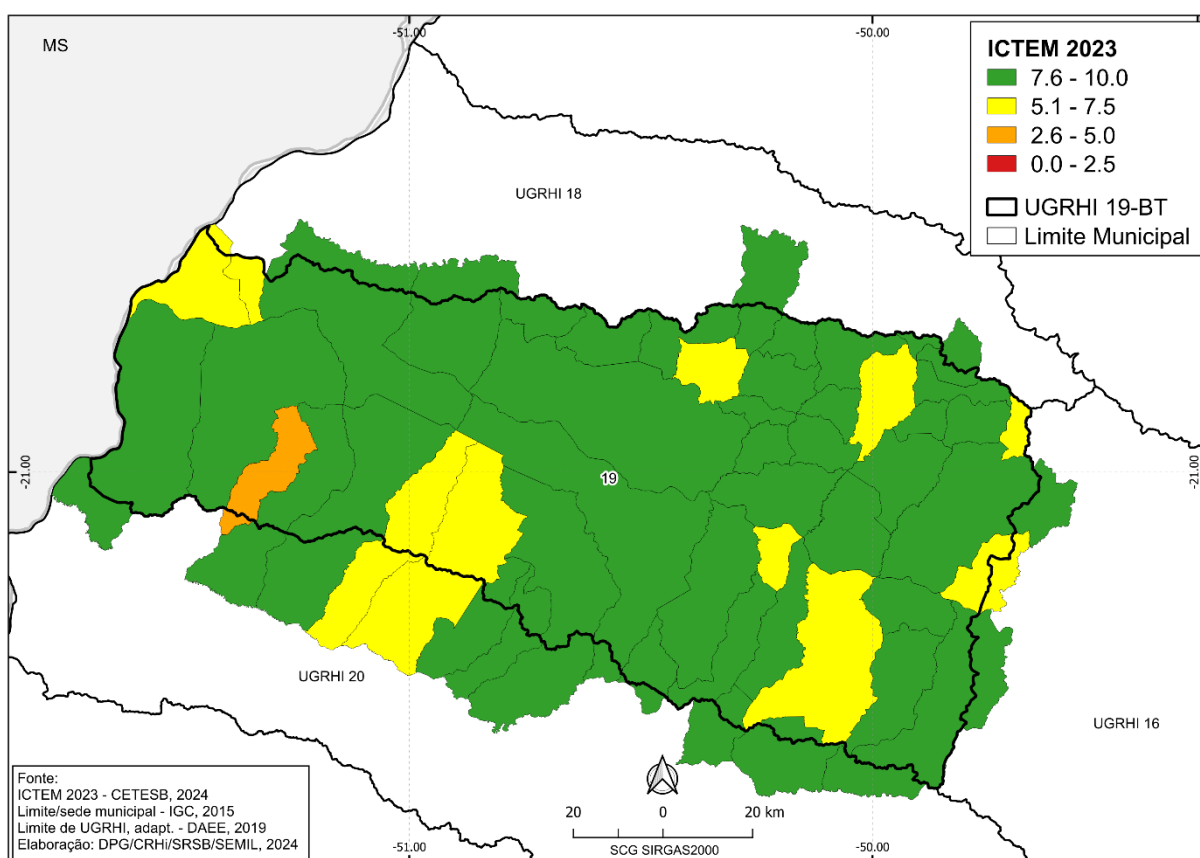 MS
-51.00
-50.00
ICTEM 2023
7.6 - 10.0
5.1 - 7.5
2.6 - 5.0
0.0 - 2.5
UGRHI 19-BT
Limite Municipal
UGRHI 18
-21.00
19
-21.00
UGRHI 20
UGRHI 16
Fonte:
ICTEM 2023 - CETESB, 2024
Limite/sede municipal - IGC, 2015
Limite de UGRHI, adapt. - DAEE, 2019
Elaboração: DPG/CRHi/SRSB/SEMIL, 2024
20 0 20 km
SCG SIRGAS2000
-51.00
-50.00